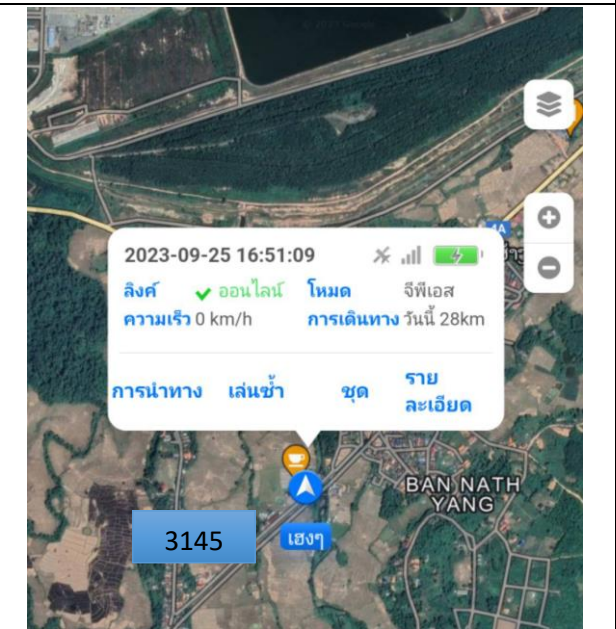 4A
2023-09-25 16:51:09
ลิงค์ ออนไลน์ โหมด จีพีเอส
ความเร็ว 0 km/h การเดินทาง วันนี้ 28km
การนำทาง เล่นซ้ำ ชุด ราย
ละเอียด
BAN NATH
YANG
3145
เฮงๆ